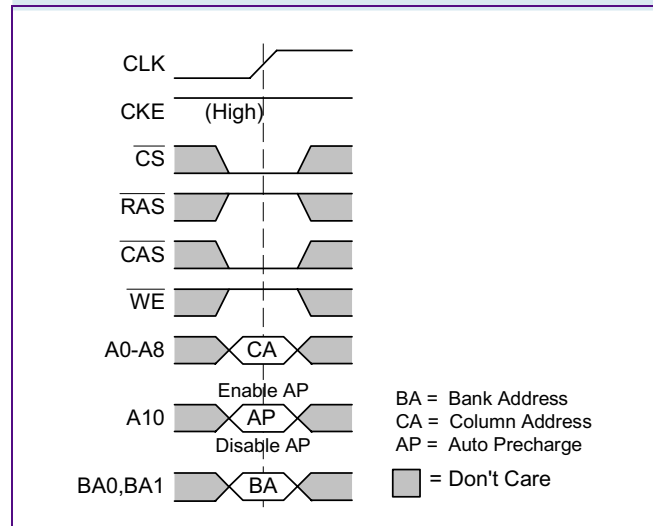 CLK
CKE (High)
CS
RAS
CAS
WE
A0-A8 CA
Enable AP
A10 AP
Disable AP
BA0,BA1 BA
BA = Bank Address
CA = Column Address
AP = Auto Precharge
= Don't Care